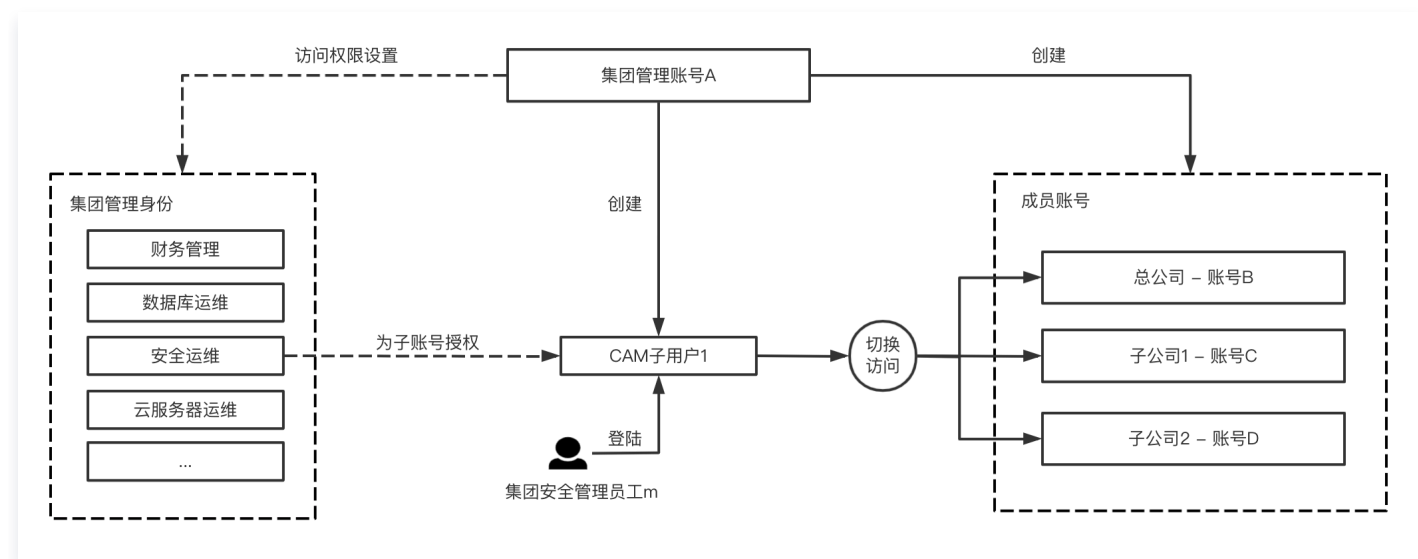 访问权限设置
集团管理账号A
创建
集团管理身份
财务管理
数据库运维
安全运维
云服务器运维
...
创建
为子账号授权
CAM子用户1
登陆
集团安全管理员工m
切换
访问
成员账号
总公司 – 账号B
子公司1 – 账号C
子公司2 – 账号D